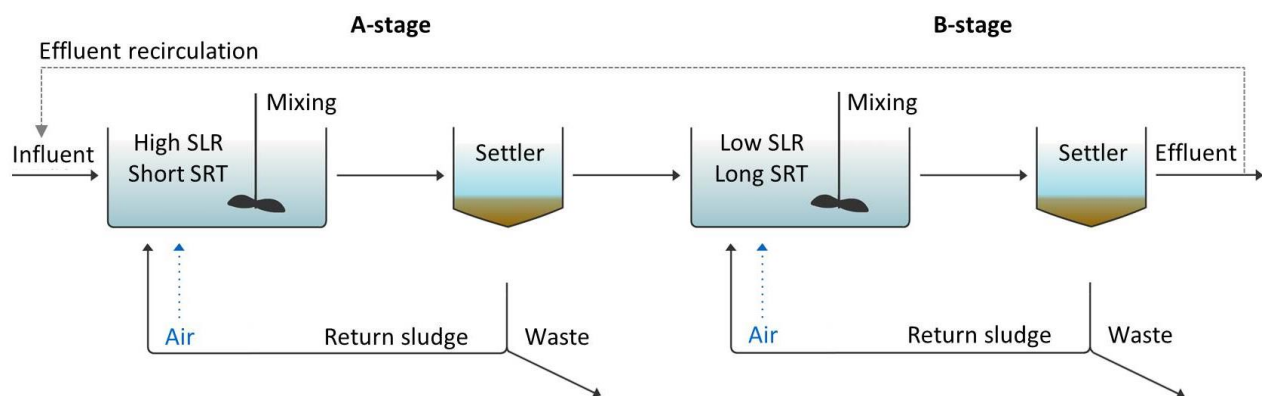 A-stage
B-stage
Effluent recirculation
Mixing
Mixing
Influent
High SLR
Short SRT
Settler
Low SLR
Long SRT
Settler
Effluent
Air
Return sludge
Waste
Air
Return sludge
Waste